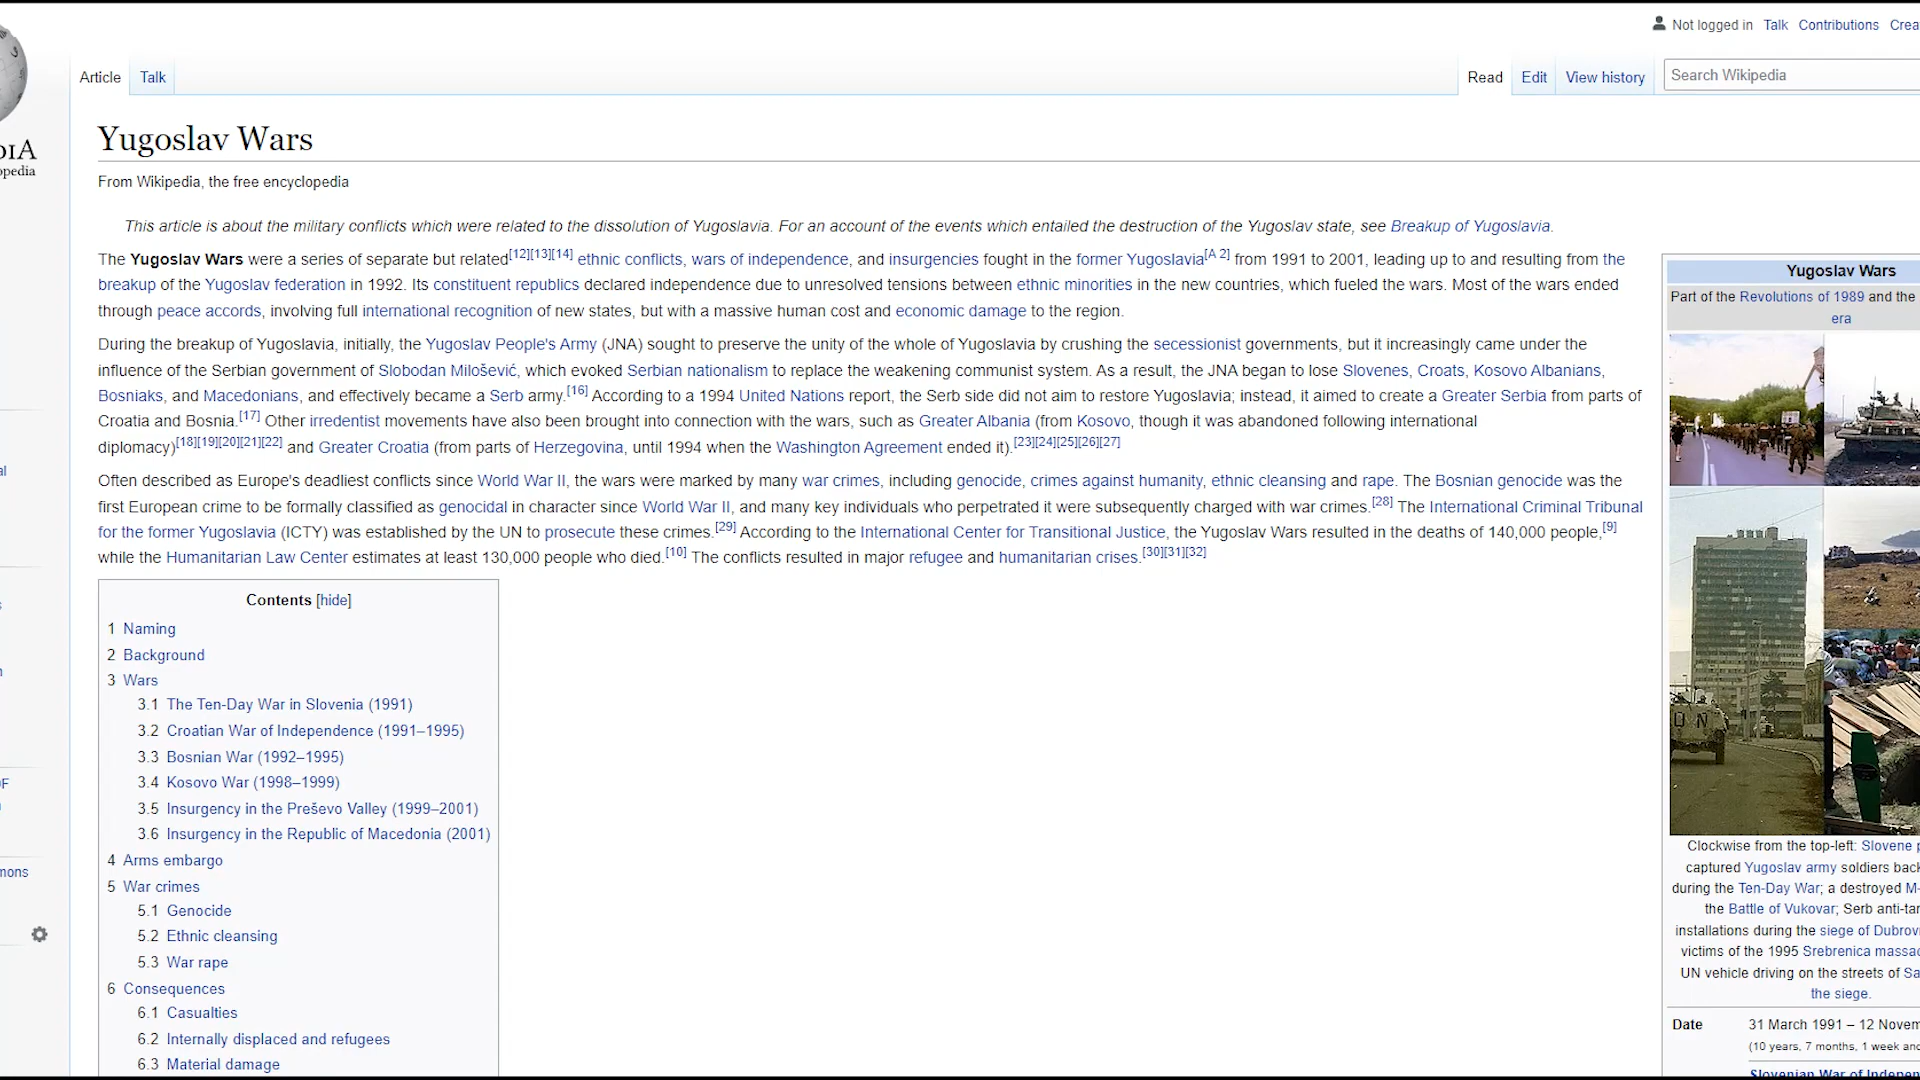 Not logged in Talk Contributions Crea
Article Talk
Read Edit View history Search Wikipedia
DIA
opedia
Yugoslav Wars
From Wikipedia, the free encyclopedia
This article is about the military conflicts which were related to the dissolution of Yugoslavia. For an account of the events which entailed the destruction of the Yugoslav state, see Breakup of Yugoslavia.
The Yugoslav Wars were a series of separate but related[12][13][14] ethnic conflicts, wars of independence, and insurgencies fought in the former Yugoslavia[A 2] from 1991 to 2001, leading up to and resulting from the
breakup of the Yugoslav federation in 1992. Its constituent republics declared independence due to unresolved tensions between ethnic minorities in the new countries, which fueled the wars. Most of the wars ended
through peace accords, involving full international recognition of new states, but with a massive human cost and economic damage to the region.
During the breakup of Yugoslavia, initially, the Yugoslav People's Army (JNA) sought to preserve the unity of the whole of Yugoslavia by crushing the secessionist governments, but it increasingly came under the
influence of the Serbian government of Slobodan Milošević, which evoked Serbian nationalism to replace the weakening communist system. As a result, the JNA began to lose Slovenes, Croats, Kosovo Albanians,
Bosniaks, and Macedonians, and effectively became a Serb army.[16] According to a 1994 United Nations report, the Serb side did not aim to restore Yugoslavia; instead, it aimed to create a Greater Serbia from parts of
Croatia and Bosnia.[17] Other irredentist movements have also been brought into connection with the wars, such as Greater Albania (from Kosovo, though it was abandoned following international
diplomacy)[18][19][20][21][22] and Greater Croatia (from parts of Herzegovina, until 1994 when the Washington Agreement ended it).[23][24][25][26][27]
Often described as Europe's deadliest conflicts since World War II, the wars were marked by many war crimes, including genocide, crimes against humanity, ethnic cleansing and rape. The Bosnian genocide was the
first European crime to be formally classified as genocidal in character since World War II, and many key individuals who perpetrated it were subsequently charged with war crimes.[28] The International Criminal Tribunal
for the former Yugoslavia (ICTY) was established by the UN to prosecute these crimes.[29] According to the International Center for Transitional Justice, the Yugoslav Wars resulted in the deaths of 140,000 people,[9]
while the Humanitarian Law Center estimates at least 130,000 people who died.[10] The conflicts resulted in major refugee and humanitarian crises.[30][31][32]
Contents [hide]
1 Naming
2 Background
3 Wars
3.1 The Ten-Day War in Slovenia (1991)
3.2 Croatian War of Independence (1991–1995)
3.3 Bosnian War (1992–1995)
3.4 Kosovo War (1998–1999)
3.5 Insurgency in the Preševo Valley (1999–2001)
3.6 Insurgency in the Republic of Macedonia (2001)
4 Arms embargo
5 War crimes
5.1 Genocide
5.2 Ethnic cleansing
5.3 War rape
6 Consequences
6.1 Casualties
6.2 Internally displaced and refugees
6.3 Material damage
Yugoslav Wars
Part of the Revolutions of 1989 and the
era
UN
Clockwise from the top-left: Slovene p
captured Yugoslav army soldiers back
during the Ten-Day War; a destroyed M-
the Battle of Vukovar; Serb anti-tan
installations during the siege of Dubrov
victims of the 1995 Srebrenica massac
UN vehicle driving on the streets of Sa
the siege.
Date 31 March 1991 – 12 Novem
(10 years, 7 months, 1 week and
Slovenian War of Indepen